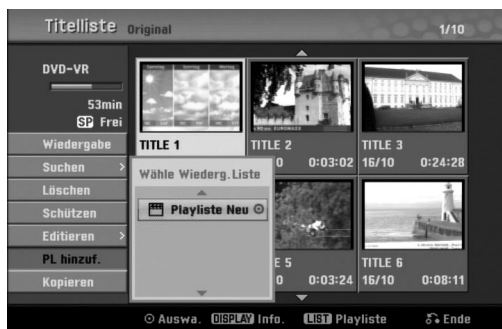 Titelliste Original 1/10
DVD-VR
53min
SP Frei
Wiedergabe
Suchen >
Löschen
Schützen
Editieren >
PL hinzuf.
Kopieren
TITLE 1
TITLE 2
0 0:03:02
TITLE 3
16/10 0:24:28
Wähle Wiederg.Liste
Playliste Neu
E 5
0 0:03:24
TITLE 6
16/10 0:08:11
Auswa. DISPLAY Info. LIST Playliste Ende